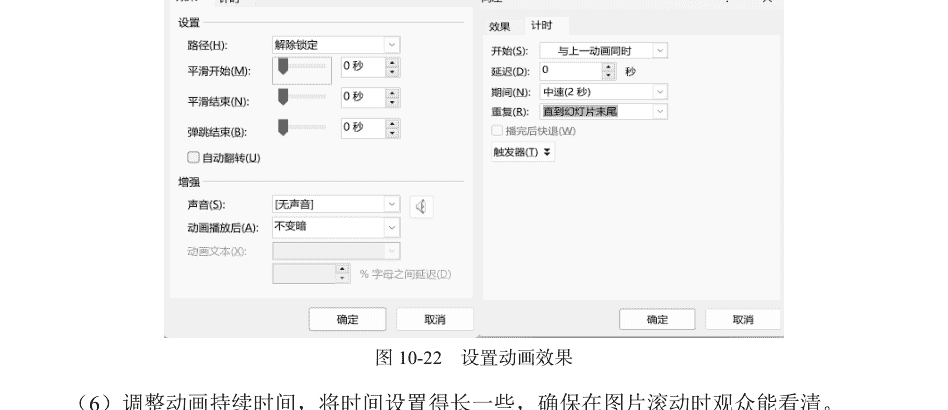 计时
设置
路径(H): 解除锁定
平滑开始(M): 0 秒
平滑结束(N): 0 秒
弹跳结束(B): 0 秒
自动翻转(U)
增强
声音(S): [无声音]
动画播放后(A): 不变暗
动画文本(X):
% 字母之间延迟(D)
确定 取消
效果 计时
开始(S): 与上一动画同时
延迟(D): 0 秒
期间(N): 中速(2 秒)
重复(R): 直到幻灯片末尾
播完后快退(W)
触发器(T)
确定 取消
图 10-22 设置动画效果
（6）调整动画持续时间，将时间设置得长一些，确保在图片滚动时观众能看清。